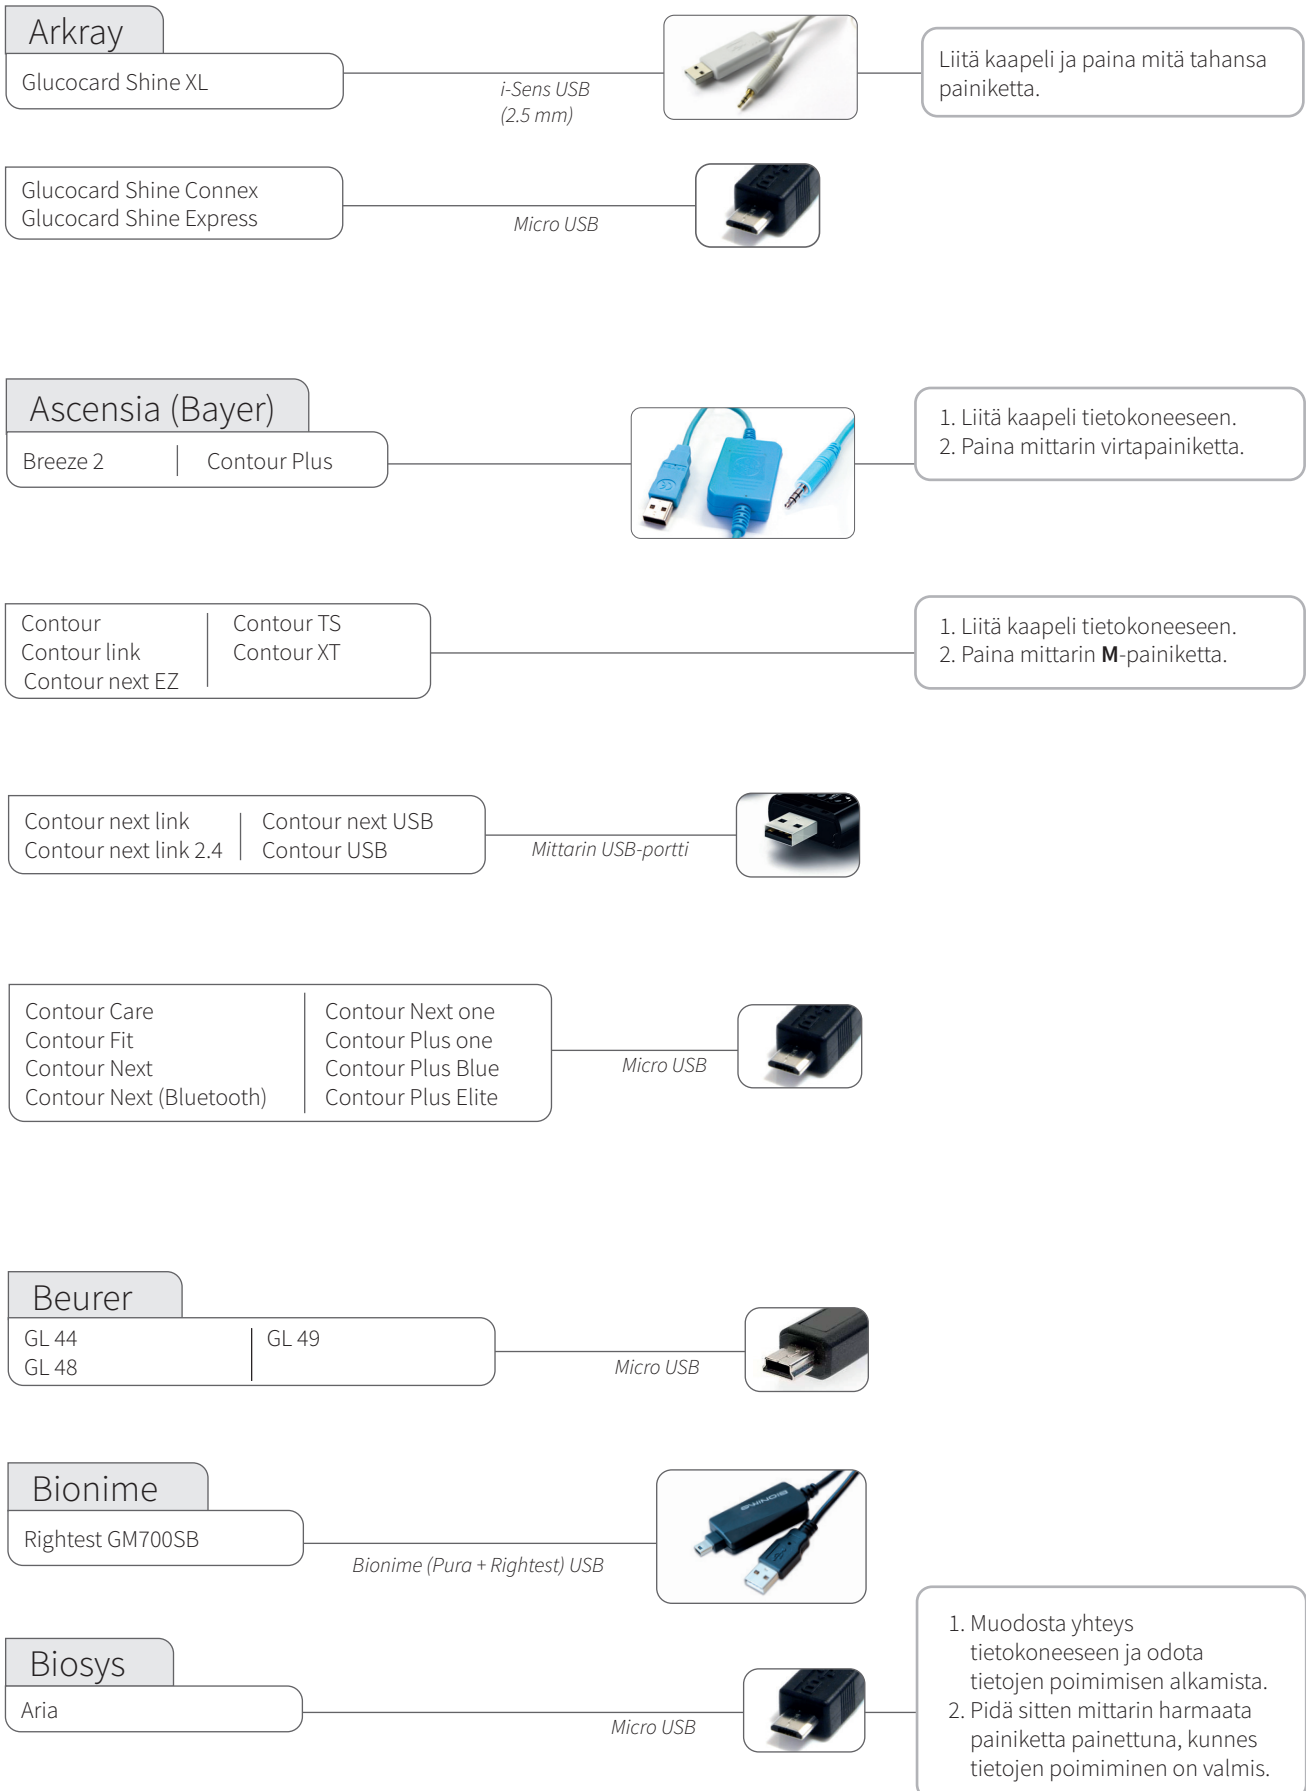 Arkray
Glucocard Shine XL
i-Sens USB
(2.5 mm)
Liitä kaapeli ja paina mitä tahansa
painiketta.
Glucocard Shine Connex
Glucocard Shine Express
Micro USB
Ascensia (Bayer)
Breeze 2
Contour Plus
1. Liitä kaapeli tietokoneeseen.
2. Paina mittarin virtapainiketta.
Contour
Contour link
Contour next EZ
Contour TS
Contour XT
1. Liitä kaapeli tietokoneeseen.
2. Paina mittarin M-painiketta.
Contour next link
Contour next link 2.4
Contour next USB
Contour USB
Mittarin USB-portti
Contour Care
Contour Fit
Contour Next
Contour Next (Bluetooth)
Contour Next one
Contour Plus one
Contour Plus Blue
Contour Plus Elite
Micro USB
Beurer
GL 44
GL 48
GL 49
Micro USB
Bionime
Rightest GM700SB
Bionime (Pura + Rightest) USB
BIONIME
Biosys
Aria
Micro USB
1. Muodosta yhteys
tietokoneeseen ja odota
tietojen poimimisen alkamista.
2. Pidä sitten mittarin harmaata
painiketta painettuna, kunnes
tietojen poimiminen on valmis.